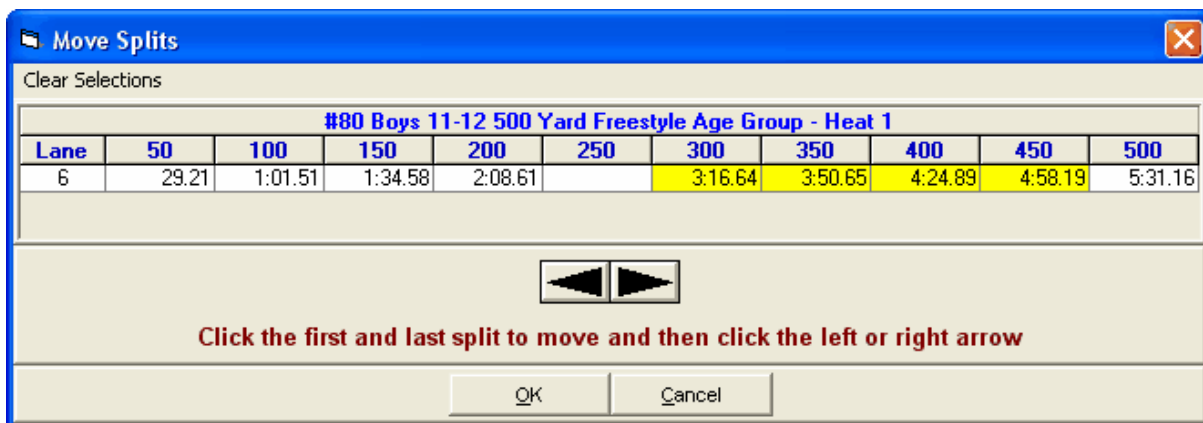 Move Splits
Clear Selections
#80 Boys 11-12 500 Yard Freestyle Age Group - Heat 1
Lane 50 100 150 200 250 300 350 400 450 500
6 29.21 1:01.51 1:34.58 2:08.61 3:16.64 3:50.65 4:24.89 4:58.19 5:31.16
Click the first and last split to move and then click the left or right arrow
OK Cancel